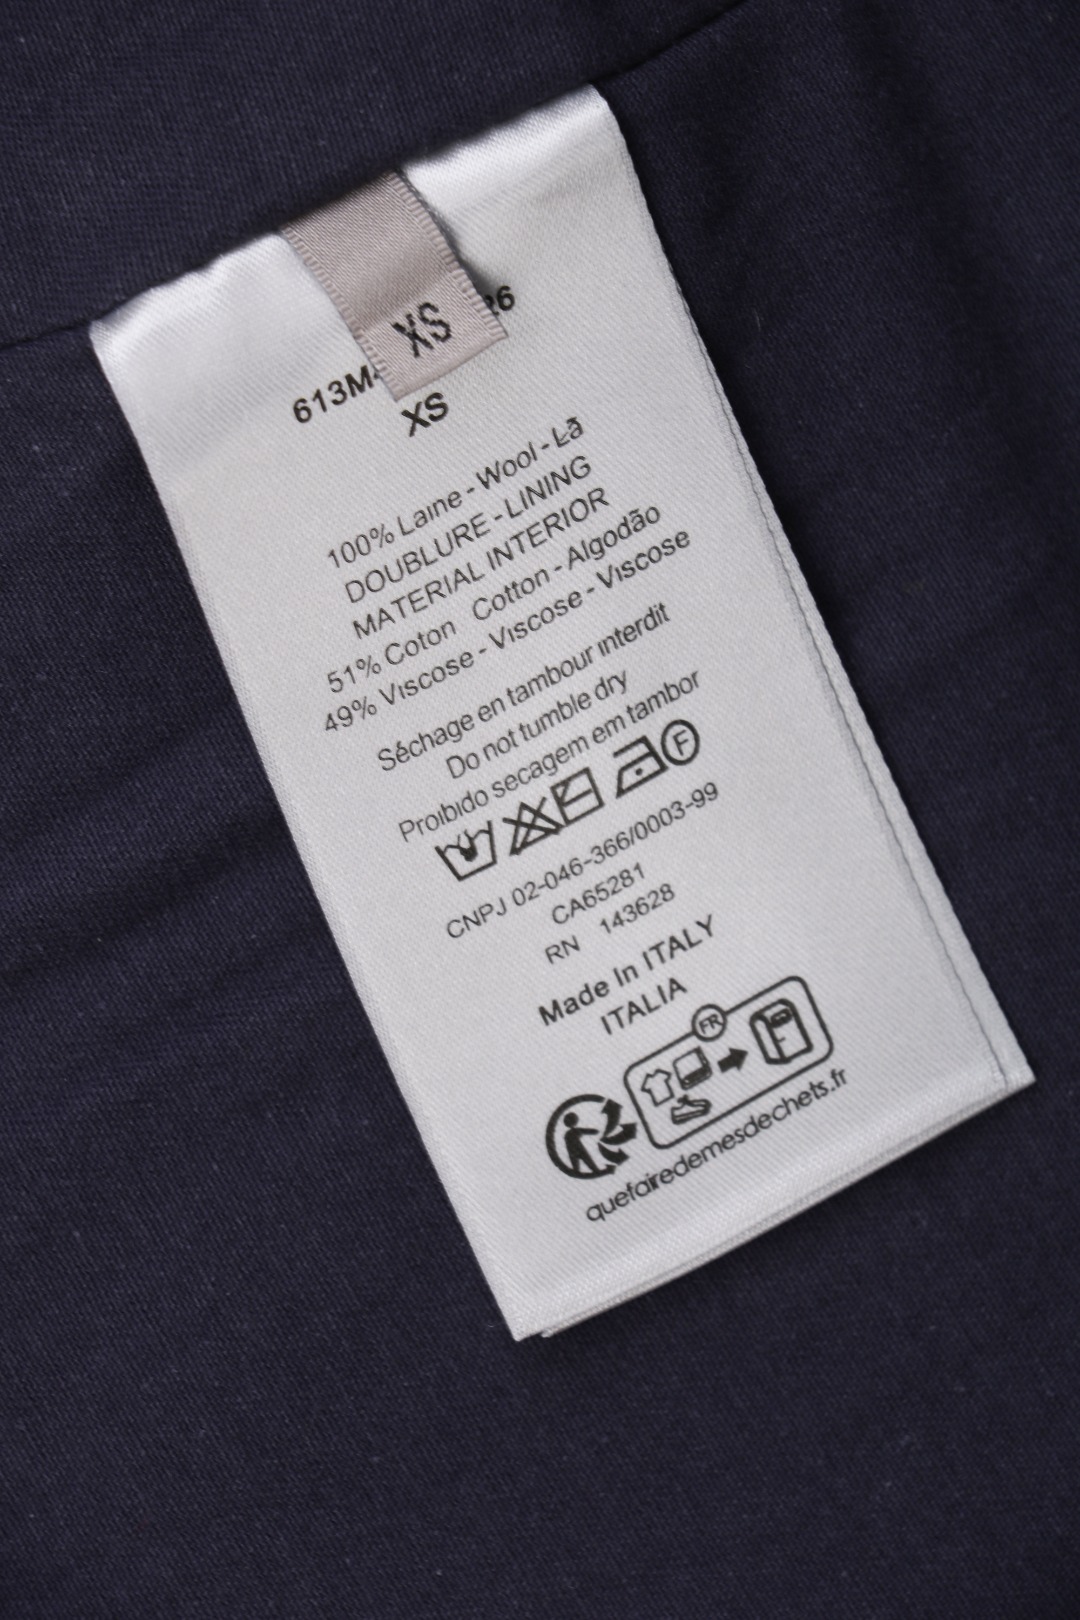 XS
613M
26
XS
100% Laine - Wool - Lã
DOUBLURE - LINING
MATERIAL INTERIOR
51% Coton Cotton - Algodão
49% Viscose - Viscose - Viscose
Séchage en tambour interdit
Do not tumble dry
Proibido secagem em tambor
F
CNPJ 02-046-366/0003-99
CA65281
RN 143628
Made In ITALY
ITALIA
FR
quefairedemesdechets.fr